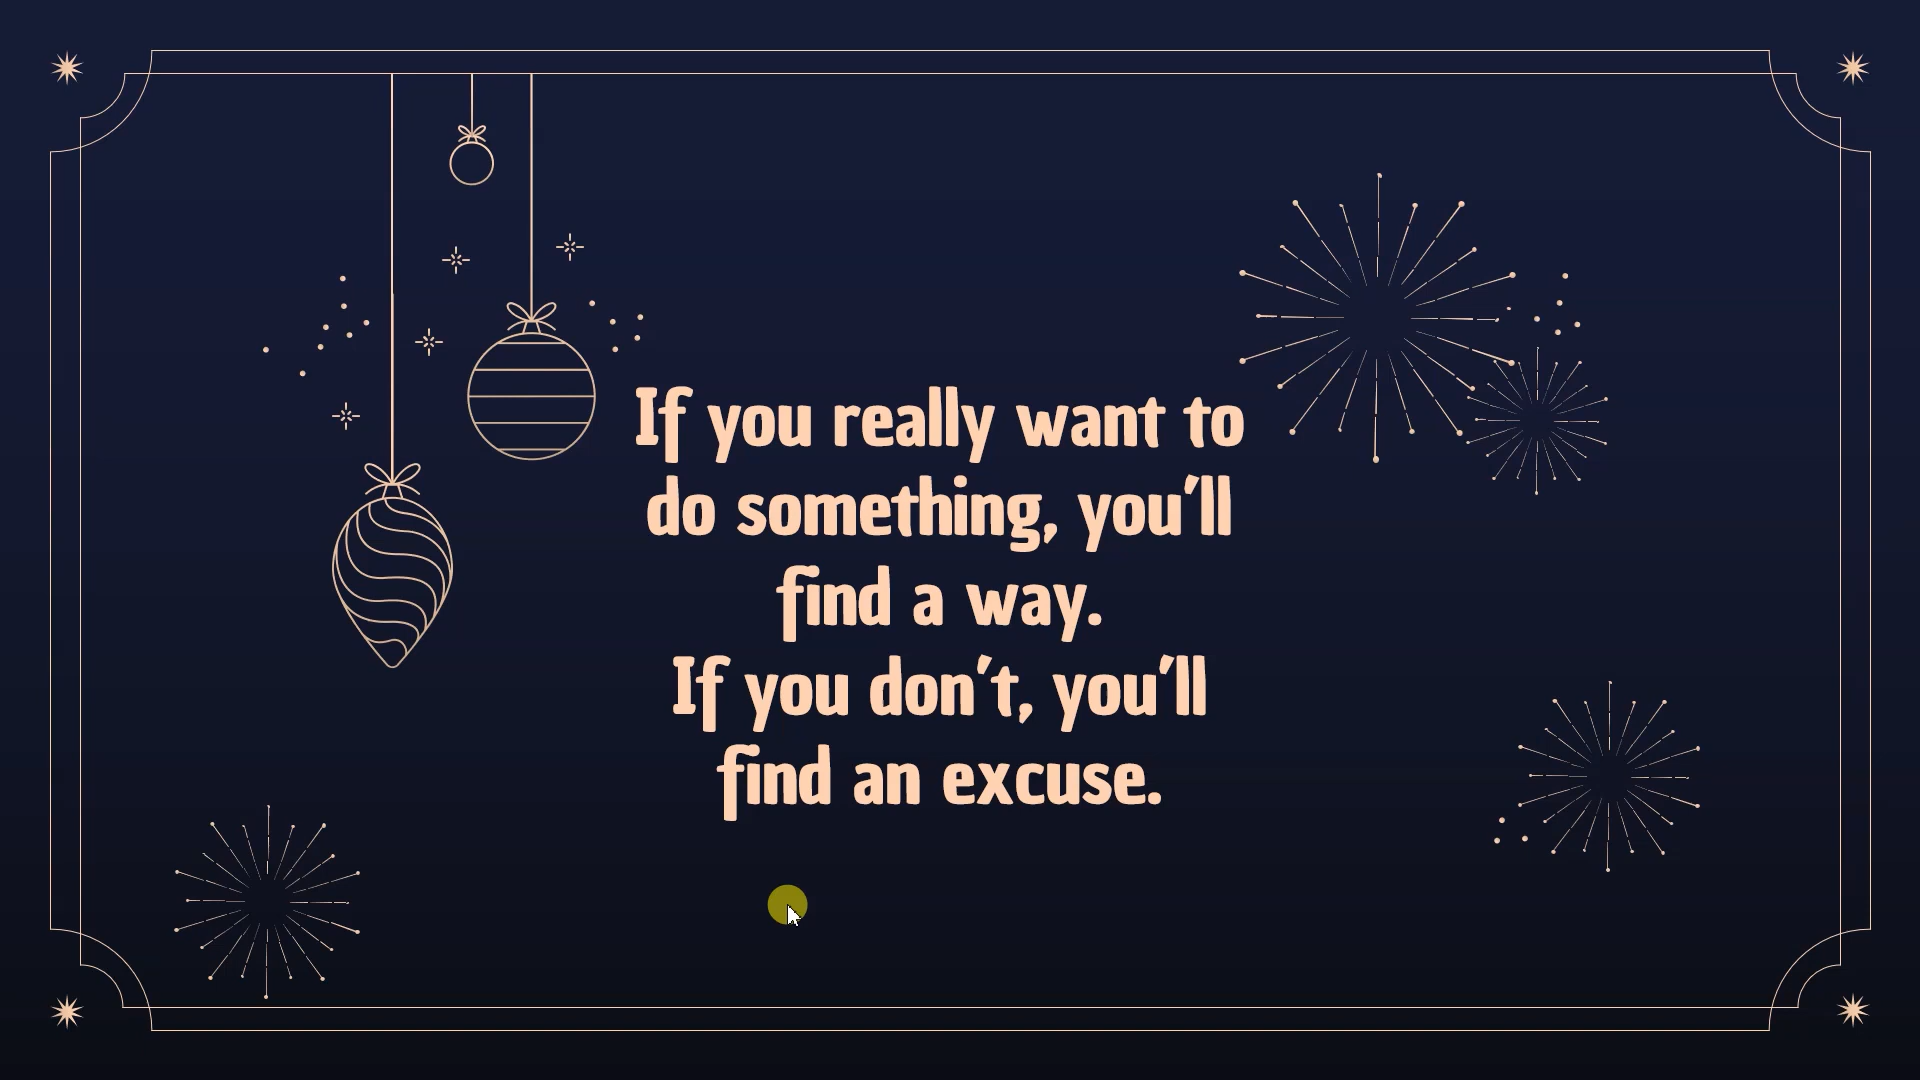 If you really want to
do something, you'll
find a way.
If you don't, you'll
find an excuse.